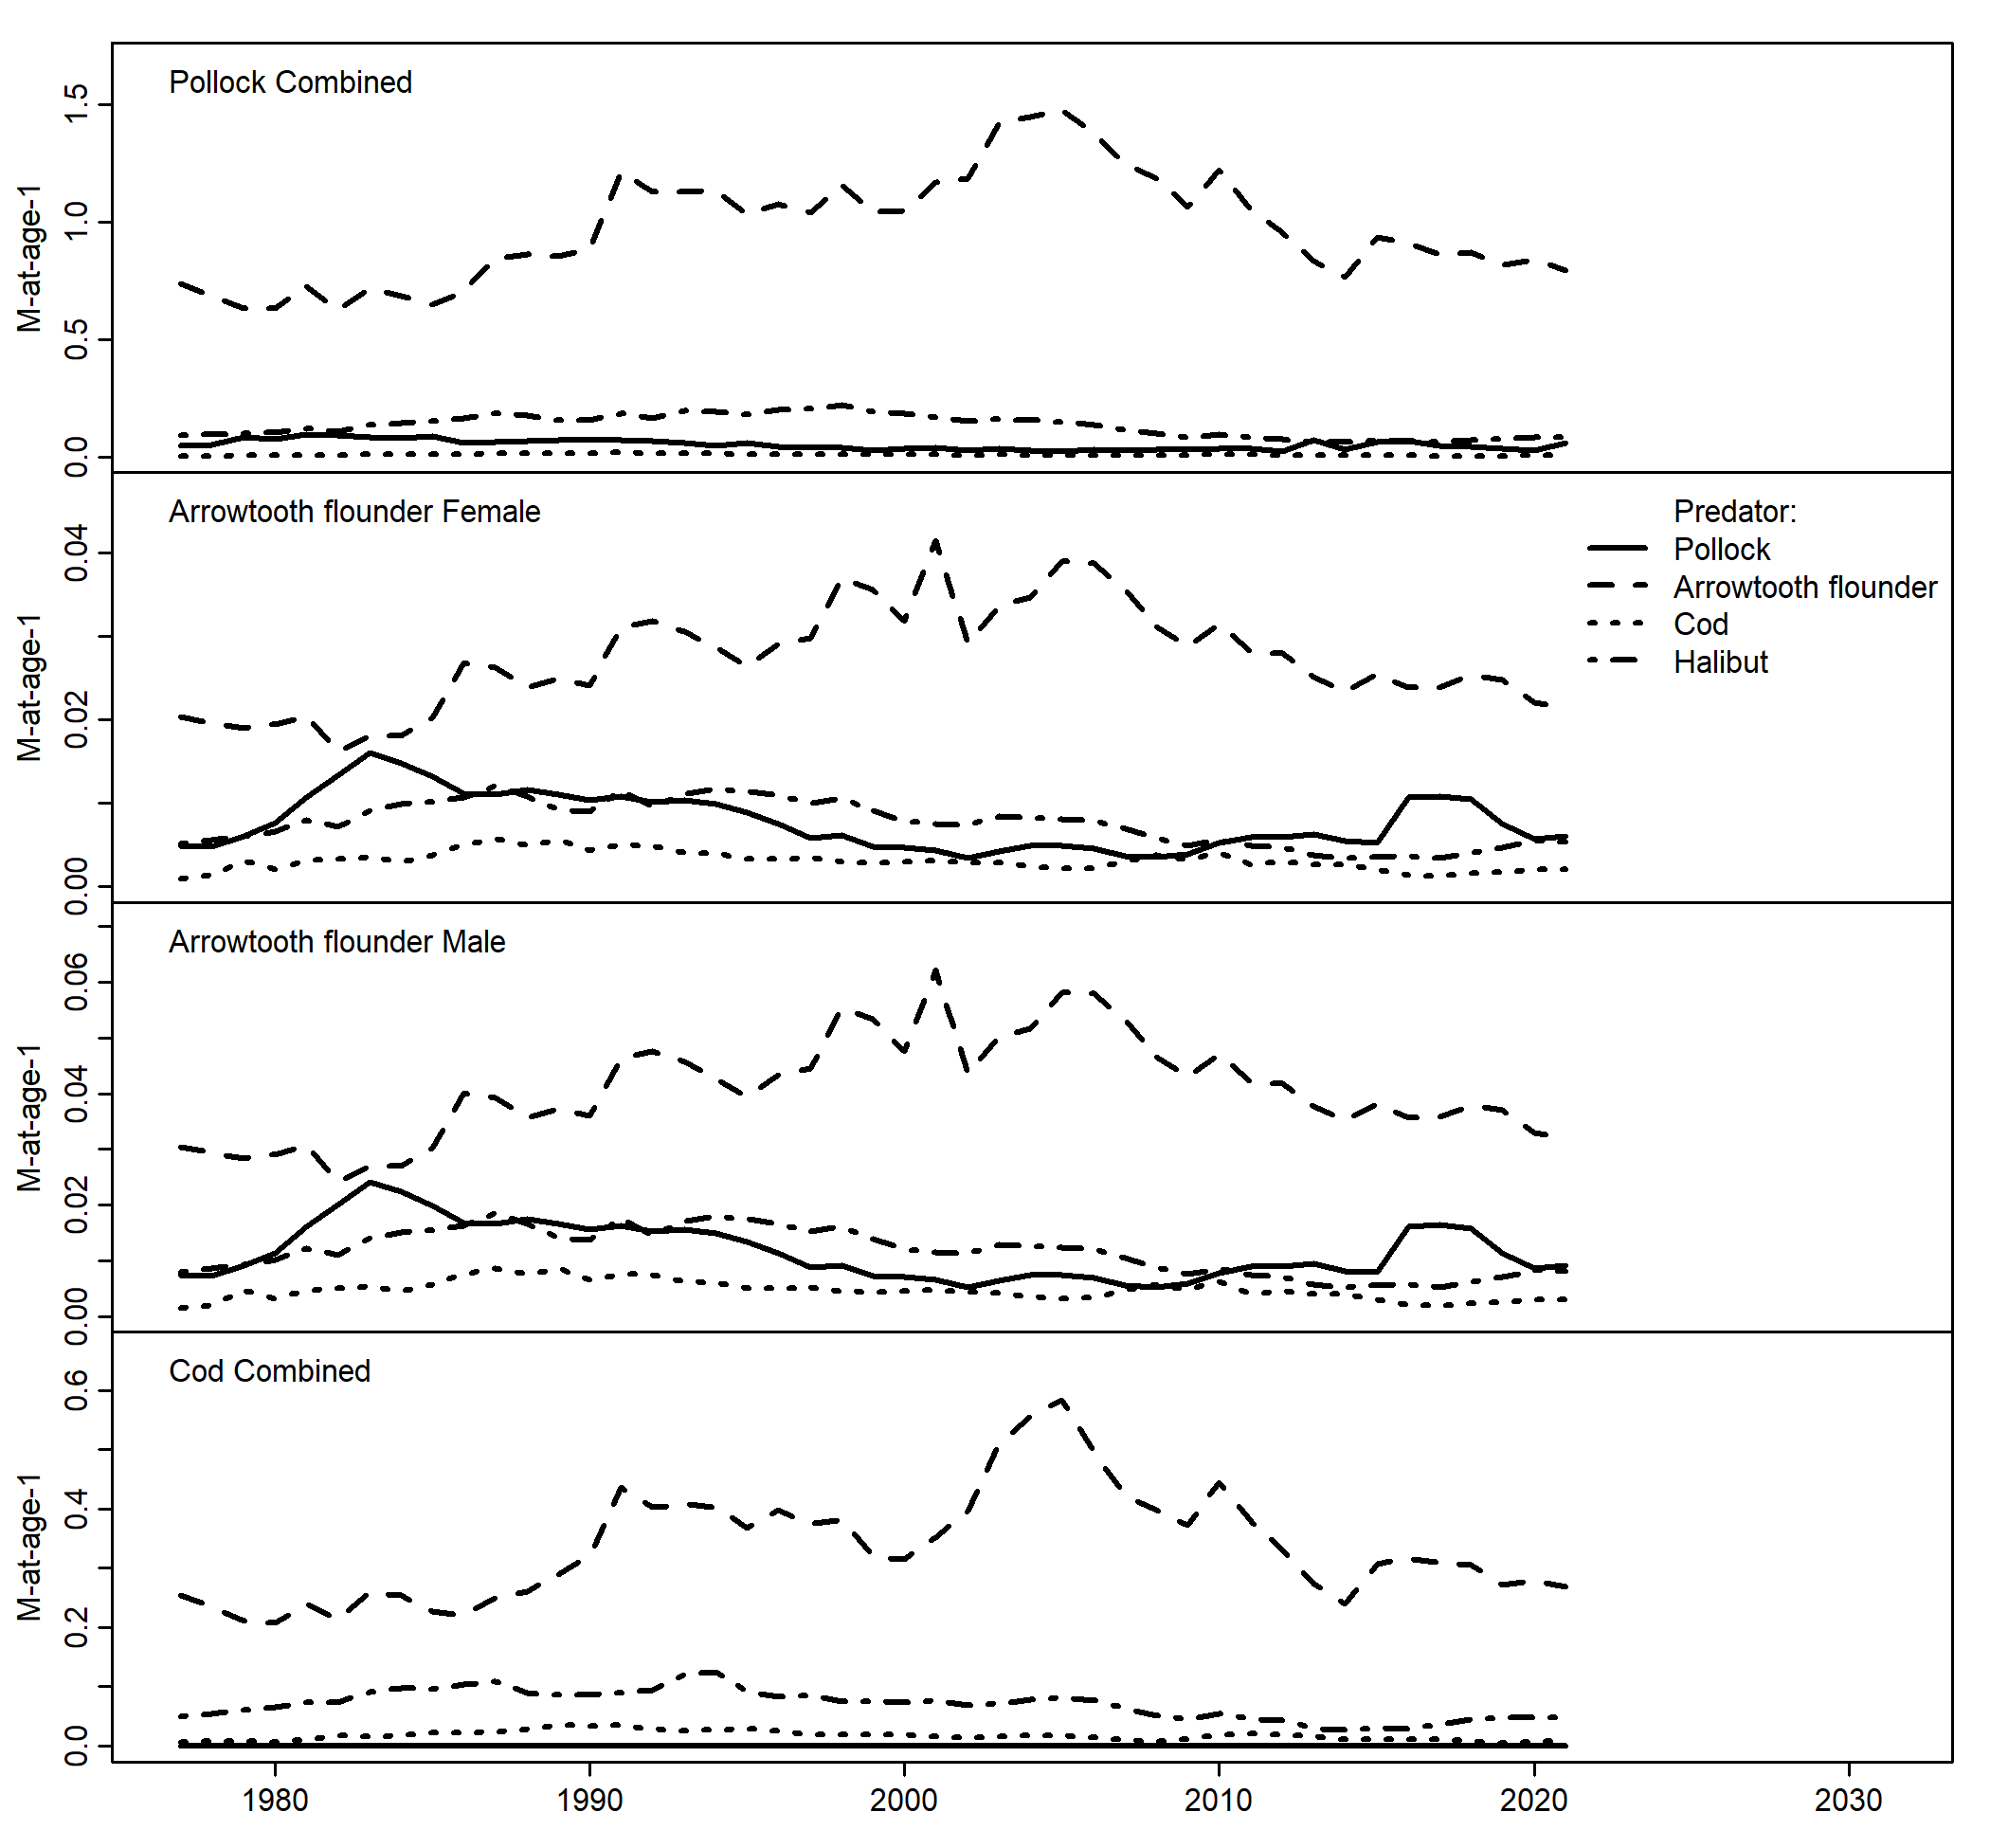 Pollock Combined
M-at-age-1
1.5
1.0
0.5
0.0
Arrowtooth flounder Female
M-at-age-1
0.04
0.02
0.00
Predator:
Pollock
Arrowtooth flounder
Cod
Halibut
Arrowtooth flounder Male
M-at-age-1
0.06
0.04
0.02
0.00
Cod Combined
M-at-age-1
0.6
0.4
0.2
0.0
1980 1990 2000 2010 2020 2030